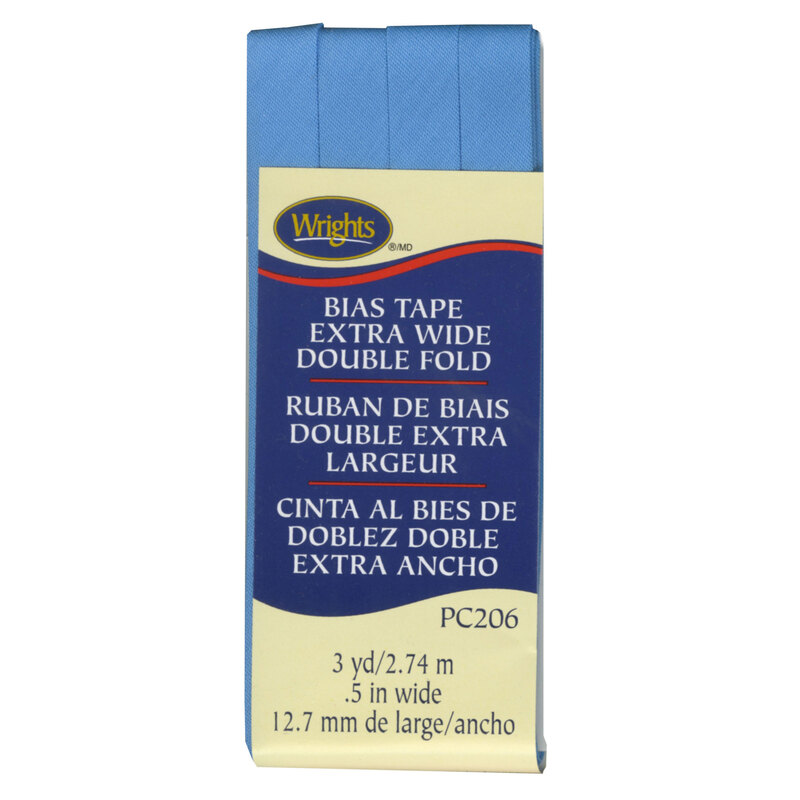 Wrights
®/MD
BIAS TAPE
EXTRA WIDE
DOUBLE FOLD
RUBAN DE BIAIS
DOUBLE EXTRA
LARGEUR
CINTA AL BIES DE
DOBLEZ DOBLE
EXTRA ANCHO
PC206
3 yd/2.74 m
.5 in wide
12.7 mm de large/ancho